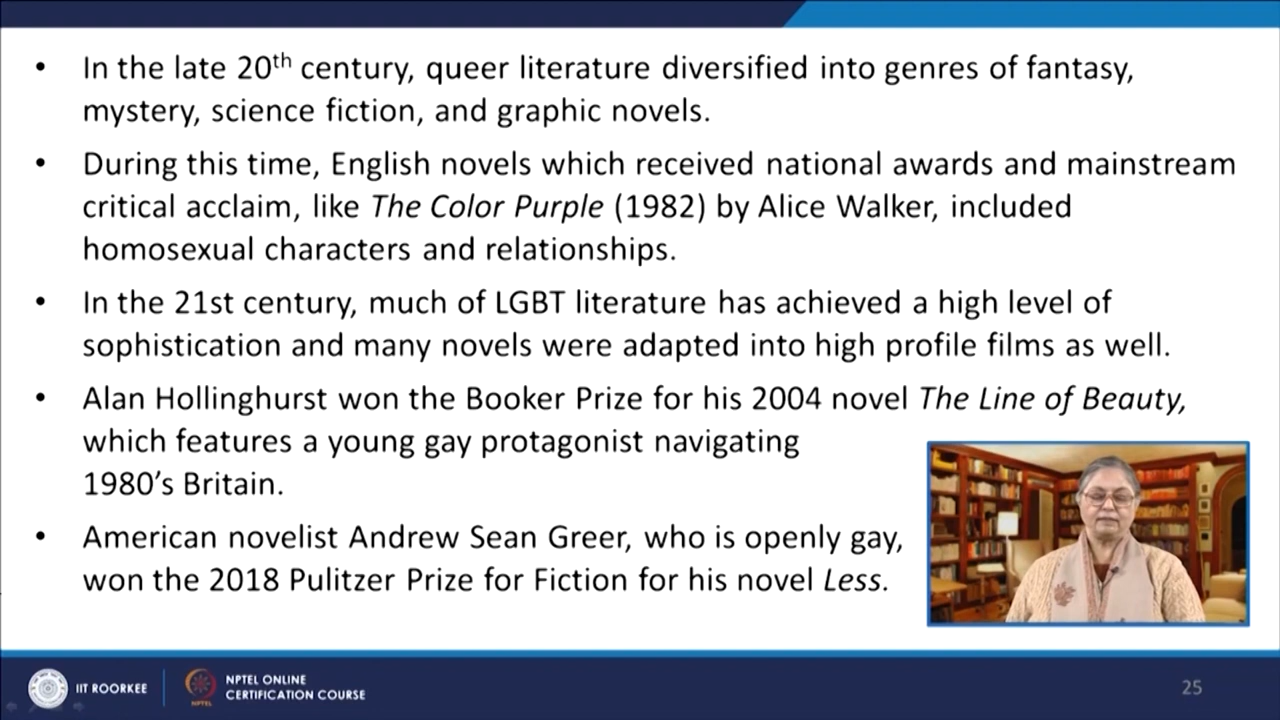 • In the late 20th century, queer literature diversified into genres of fantasy,
mystery, science fiction, and graphic novels.
• During this time, English novels which received national awards and mainstream
critical acclaim, like The Color Purple (1982) by Alice Walker, included
homosexual characters and relationships.
• In the 21st century, much of LGBT literature has achieved a high level of
sophistication and many novels were adapted into high profile films as well.
• Alan Hollinghurst won the Booker Prize for his 2004 novel The Line of Beauty,
which features a young gay protagonist navigating
1980’s Britain.
• American novelist Andrew Sean Greer, who is openly gay,
won the 2018 Pulitzer Prize for Fiction for his novel Less.
IIT ROORKEE
NPTEL
NPTEL ONLINE
CERTIFICATION COURSE
25